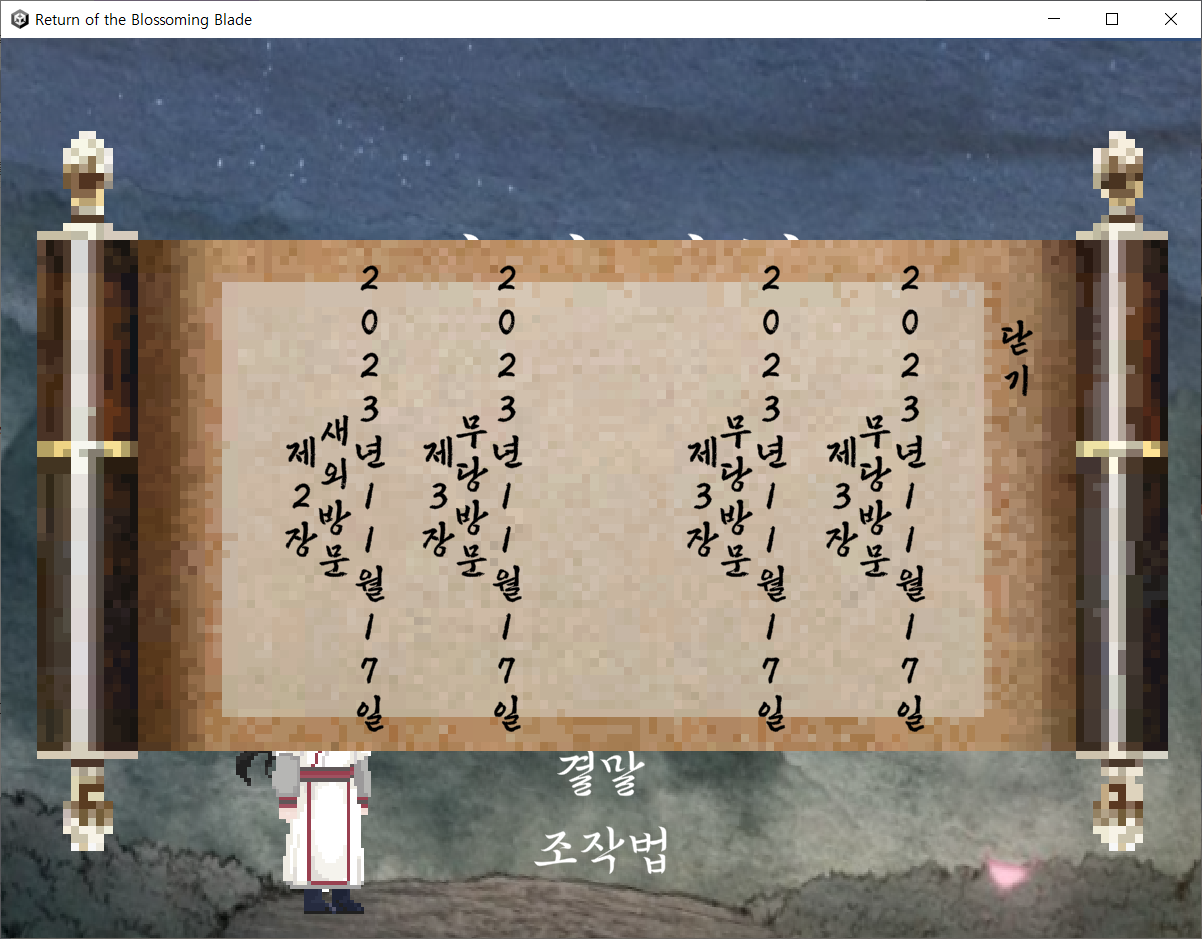 Return of the Blossoming Blade
닫기
2023년11월17일
무당방문
제3장
2023년11월17일
무당방문
제3장
2023년11월17일
무당방문
제3장
2023년11월17일
새외방문
제2장
결말
조작법